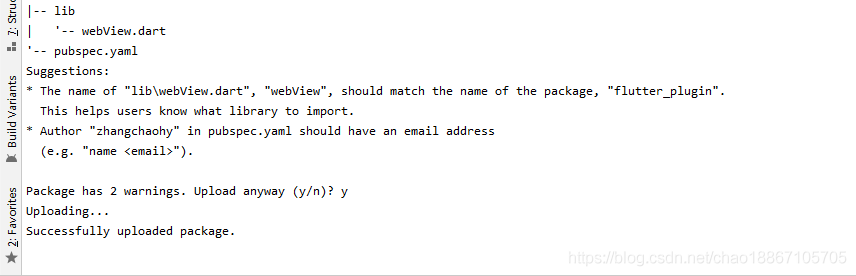 |-- lib
|   '-- webView.dart
'-- pubspec.yaml
Suggestions:
* The name of "lib\webView.dart", "webView", should match the name of the package, "flutter_plugin".
  This helps users know what library to import.
* Author "zhangchaohy" in pubspec.yaml should have an email address
  (e.g. "name <email>").
Package has 2 warnings. Upload anyway (y/n)? y
Uploading...
Successfully uploaded package.
Build Variants
2: Favorites
https://blog.csdn.net/chao18867105705